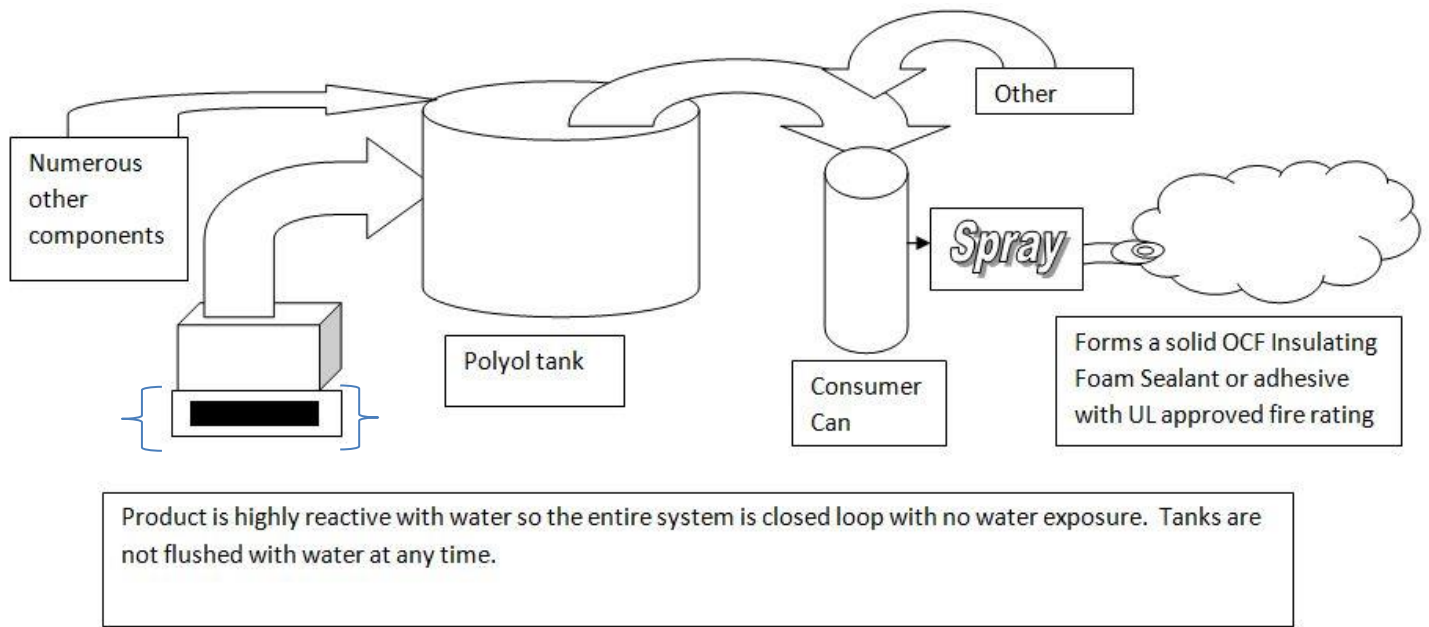 Other
Numerous
other
components
Spray
Polyol tank
Consumer
Can
Forms a solid OCF Insulating
Foam Sealant or adhesive
with UL approved fire rating
Product is highly reactive with water so the entire system is closed loop with no water exposure.  Tanks are
not flushed with water at any time.